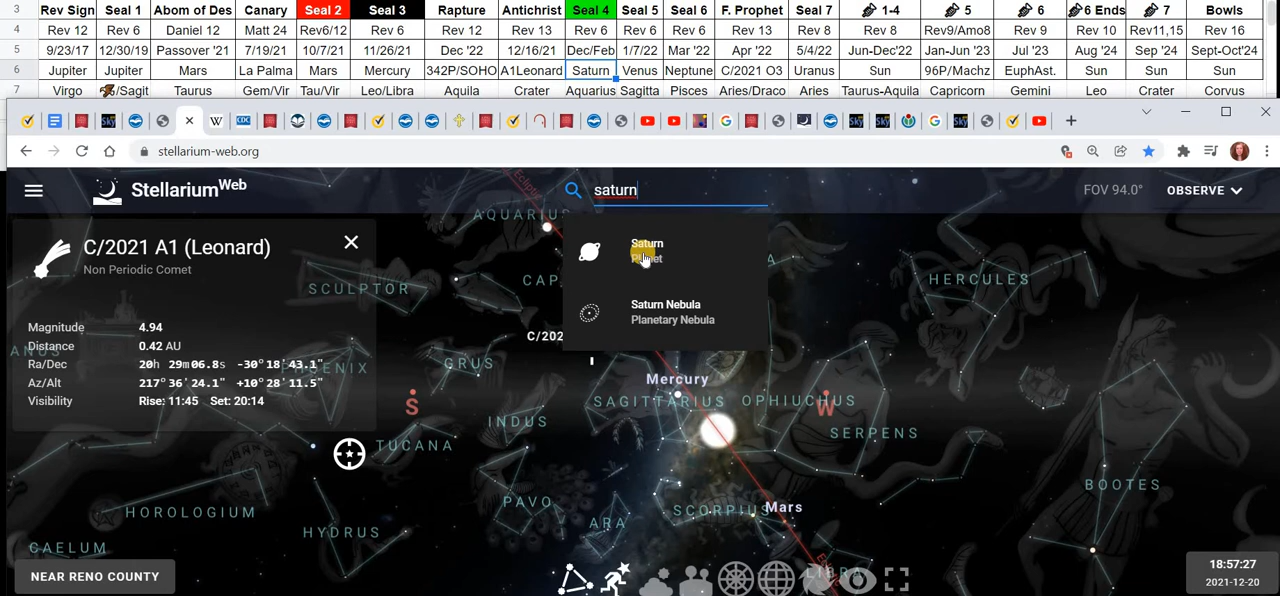 3 Rev Sign Seal 1 Abom of Des Canary Seal 2 Seal 3 Rapture Antichrist Seal 4 Seal 5 Seal 6 F. Prophet Seal 7 1-4 5 6 6 Ends 7 Bowls
4 Rev 12 Rev 6 Daniel 12 Matt 24 Rev6/12 Rev 6 Rev 12 Rev 13 Rev 6 Rev 6 Rev 6 Rev 13 Rev 8 Rev 8 Rev9/Amo8 Rev 9 Rev 10 Rev11,15 Rev 16
5 9/23/17 12/30/19 Passover '21 7/19/21 10/7/21 11/26/21 Dec '22 12/16/21 Dec/Feb 1/7/22 Mar '22 Apr '22 5/4/22 Jun-Dec'22 Jan-Jun '23 Jul '23 Aug '24 Sep '24 Sept-Oct'24
6 Jupiter Jupiter Mars La Palma Mars Mercury 342P/SOHO A1Leonard Saturn Venus Neptune C/2021 O3 Uranus Sun 96P/Machz EuphAst. Sun Sun Sun
7 Virgo /Sagit Taurus Gem/Vir Tau/Vir Leo/Libra Aquila Crater Aquarius Sagitta Pisces Aries/Draco Aries Taurus-Aquila Capricorn Gemini Leo Crater Corvus
stellarium-web.org
StellariumWeb
saturn
FOV 94.0°
OBSERVE
AQUARIUS
C/2021 A1 (Leonard)
Non Periodic Comet
Saturn
Planet
Saturn Nebula
Planetary Nebula
HERCULES
SCULPTOR
CAP
C/202
Magnitude 4.94
Distance 0.42 AU
Ra/Dec 20h 29m06.8s -30°18'43.1"
Az/Alt 217°36'24.1" +10°28'11.5"
Visibility Rise: 11:45 Set: 20:14
ANUS
PHOENIX
GRUS
Mercury
SAGITTARIUS
OPHIUCHUS
S
W
INDUS
SERPENS
TUCANA
BOOTES
PAVO
SCORPIUS
Mars
HOROLOGIUM
ARA
HYDRUS
CAELUM
LIBRA
NEAR RENO COUNTY
18:57:27
2021-12-20